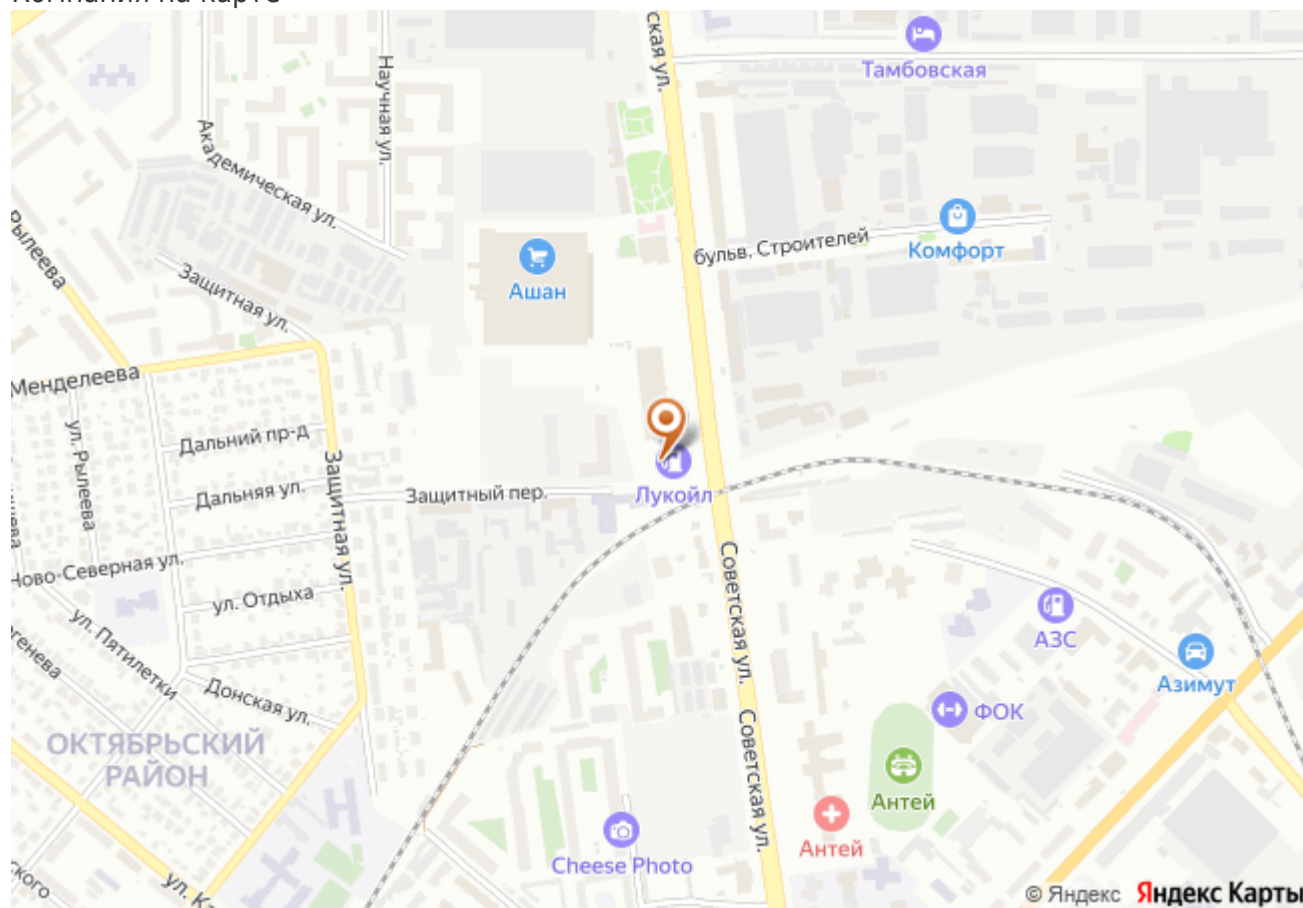 Компания на карте
ская ул.
Тамбовская
Научная ул.
Академическая ул.
Рылеева
бульв. Строителей
Комфорт
Ашан
Защитная ул.
Менделеева
ул. Рылеева
Дальний пр-д
Защитная ул.
Дальняя ул.
Защитный пер.
Лукойл
Ново-Северная ул.
ул. Отдыха
Советская ул.
АЗС
ул. Пятилетки
Донская ул.
Азимут
ФОК
ОКТЯБРЬСКИЙ
РАЙОН
Советская ул.
Антей
Антей
Cheese Photo
© Яндекс Яндекс Карты